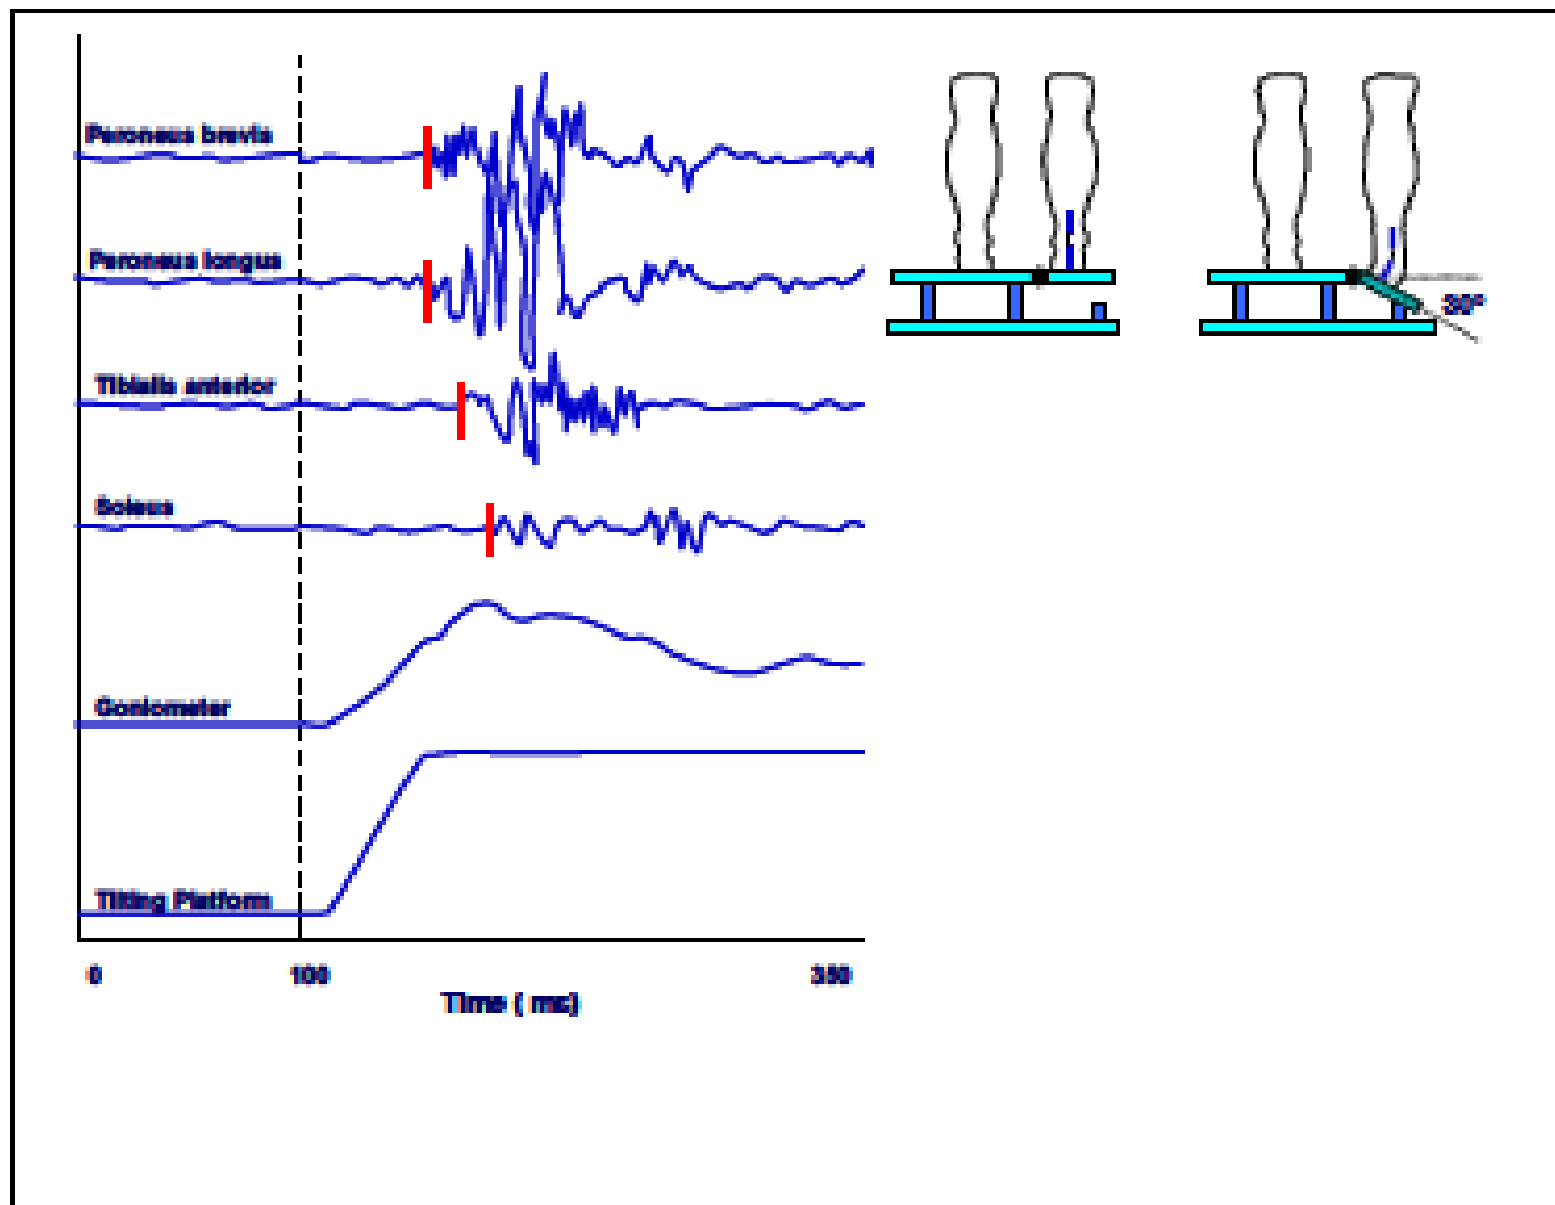 Peroneus brevis
Peroneus longus
30°
Tibialis anterior
Soleus
Goniometer
Tilting Platform
0 100 350
Time ( ms)